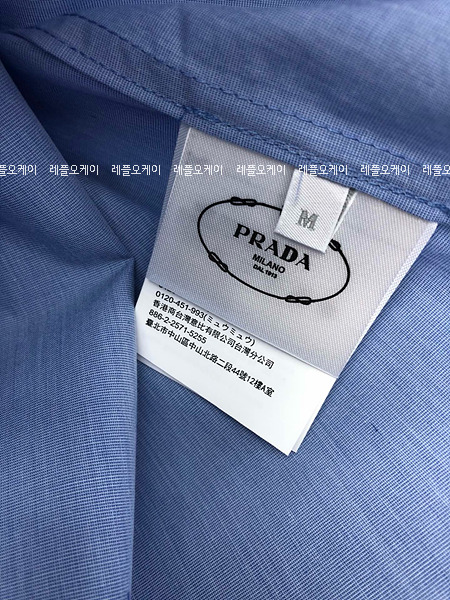 레플오케이 레플오케이 레플오케이 레플오케이 레플오케이 레플오케이 레플오케이 레
M
PRADA
MILANO
DAL 1913
0120-451-993(ミュウミュウ)
香港商台灣意比有限公司台灣分公司
886-2-2571-5255
臺北市中山區中山北路二段44號12樓A室